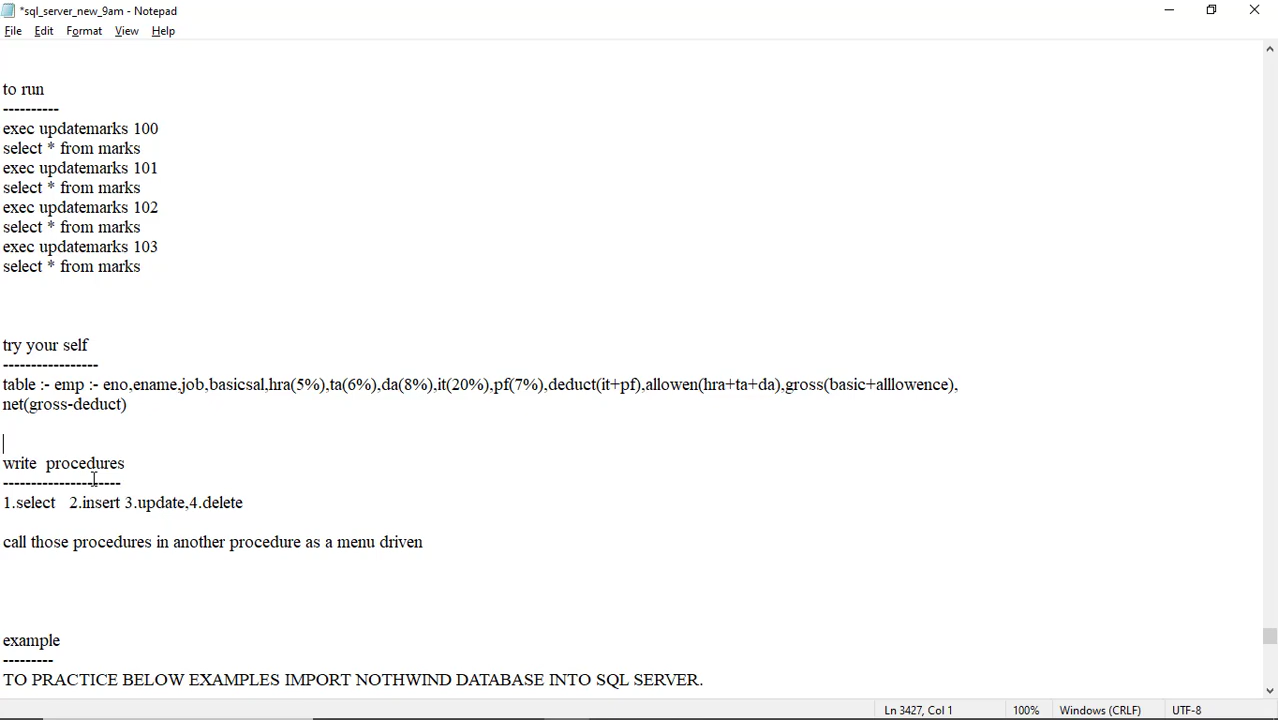 *sql_server_new_9am - Notepad
File Edit Format View Help
to run
----------
exec updatemarks 100
select * from marks
exec updatemarks 101
select * from marks
exec updatemarks 102
select * from marks
exec updatemarks 103
select * from marks
try your self
-----------------
table :- emp :- eno,ename,job,basicsal,hra(5%),ta(6%),da(8%),it(20%),pf(7%),deduct(it+pf),allowen(hra+ta+da),gross(basic+alllowence),
net(gross-deduct)
write  procedures
---------------------
1.select   2.insert 3.update,4.delete
call those procedures in another procedure as a menu driven
example
---------
TO PRACTICE BELOW EXAMPLES IMPORT NOTHWIND DATABASE INTO SQL SERVER.
Ln 3427, Col 1 100% Windows (CRLF) UTF-8